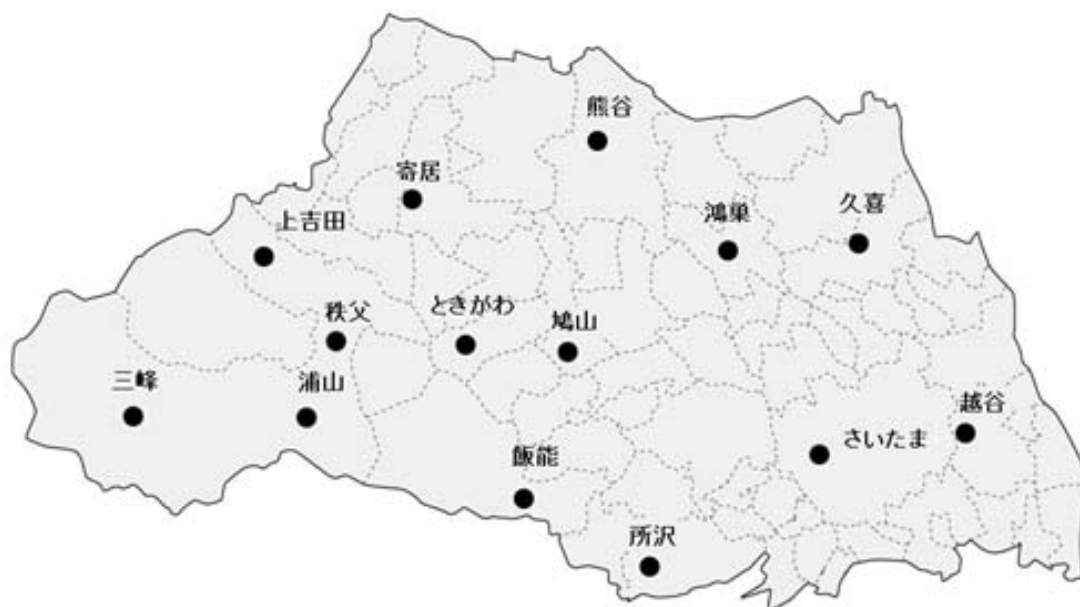 熊谷
寄居
鴻巣
久喜
上吉田
秩父
ときがわ
鳩山
三峰
浦山
越谷
さいたま
飯能
所沢